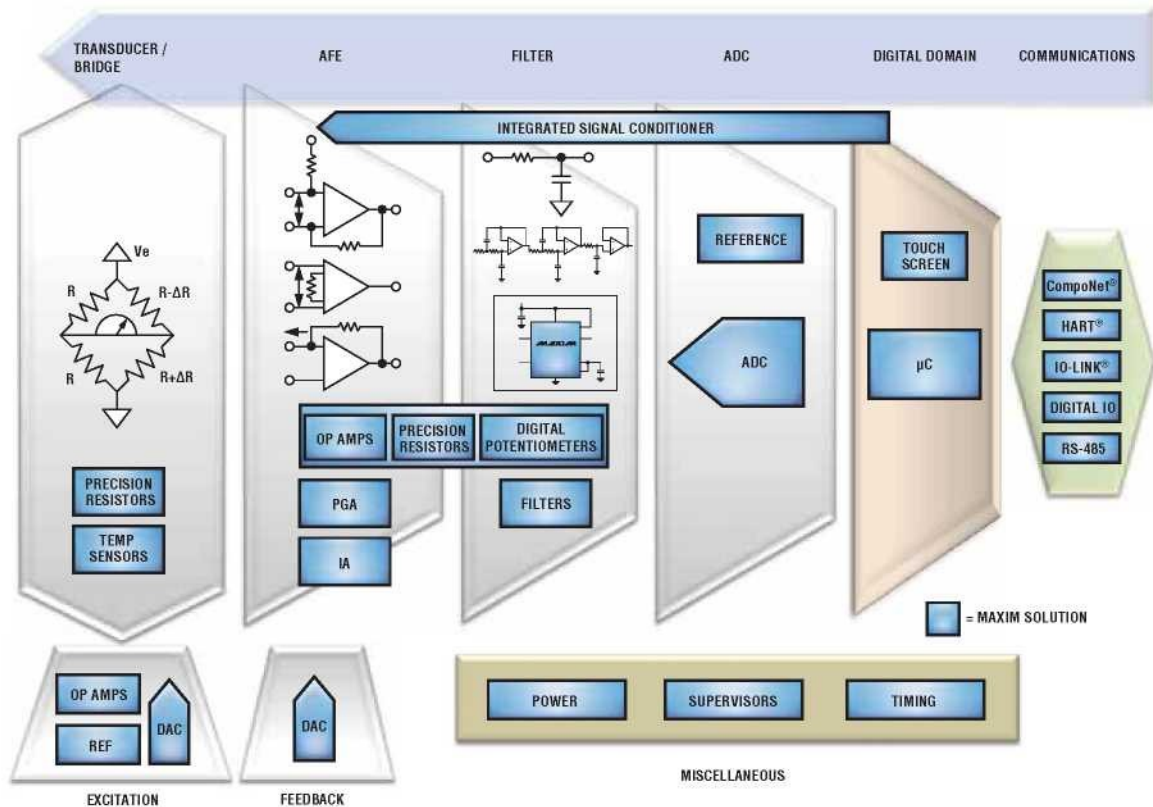 TRANSDUCER /
BRIDGE
AFE
FILTER
ADC
DIGITAL DOMAIN
COMMUNICATIONS
INTEGRATED SIGNAL CONDITIONER
Ve
R
R-ΔR
R
R+ΔR
PRECISION
RESISTORS
TEMP
SENSORS
MAXIM
OP AMPS
PRECISION
RESISTORS
DIGITAL
POTENTIOMETERS
PGA
IA
FILTERS
REFERENCE
ADC
TOUCH
SCREEN
µC
CompoNet®
HART®
IO-LINK®
DIGITAL IO
RS-485
= MAXIM SOLUTION
OP AMPS
REF
DAC
EXCITATION
DAC
FEEDBACK
POWER
SUPERVISORS
TIMING
MISCELLANEOUS